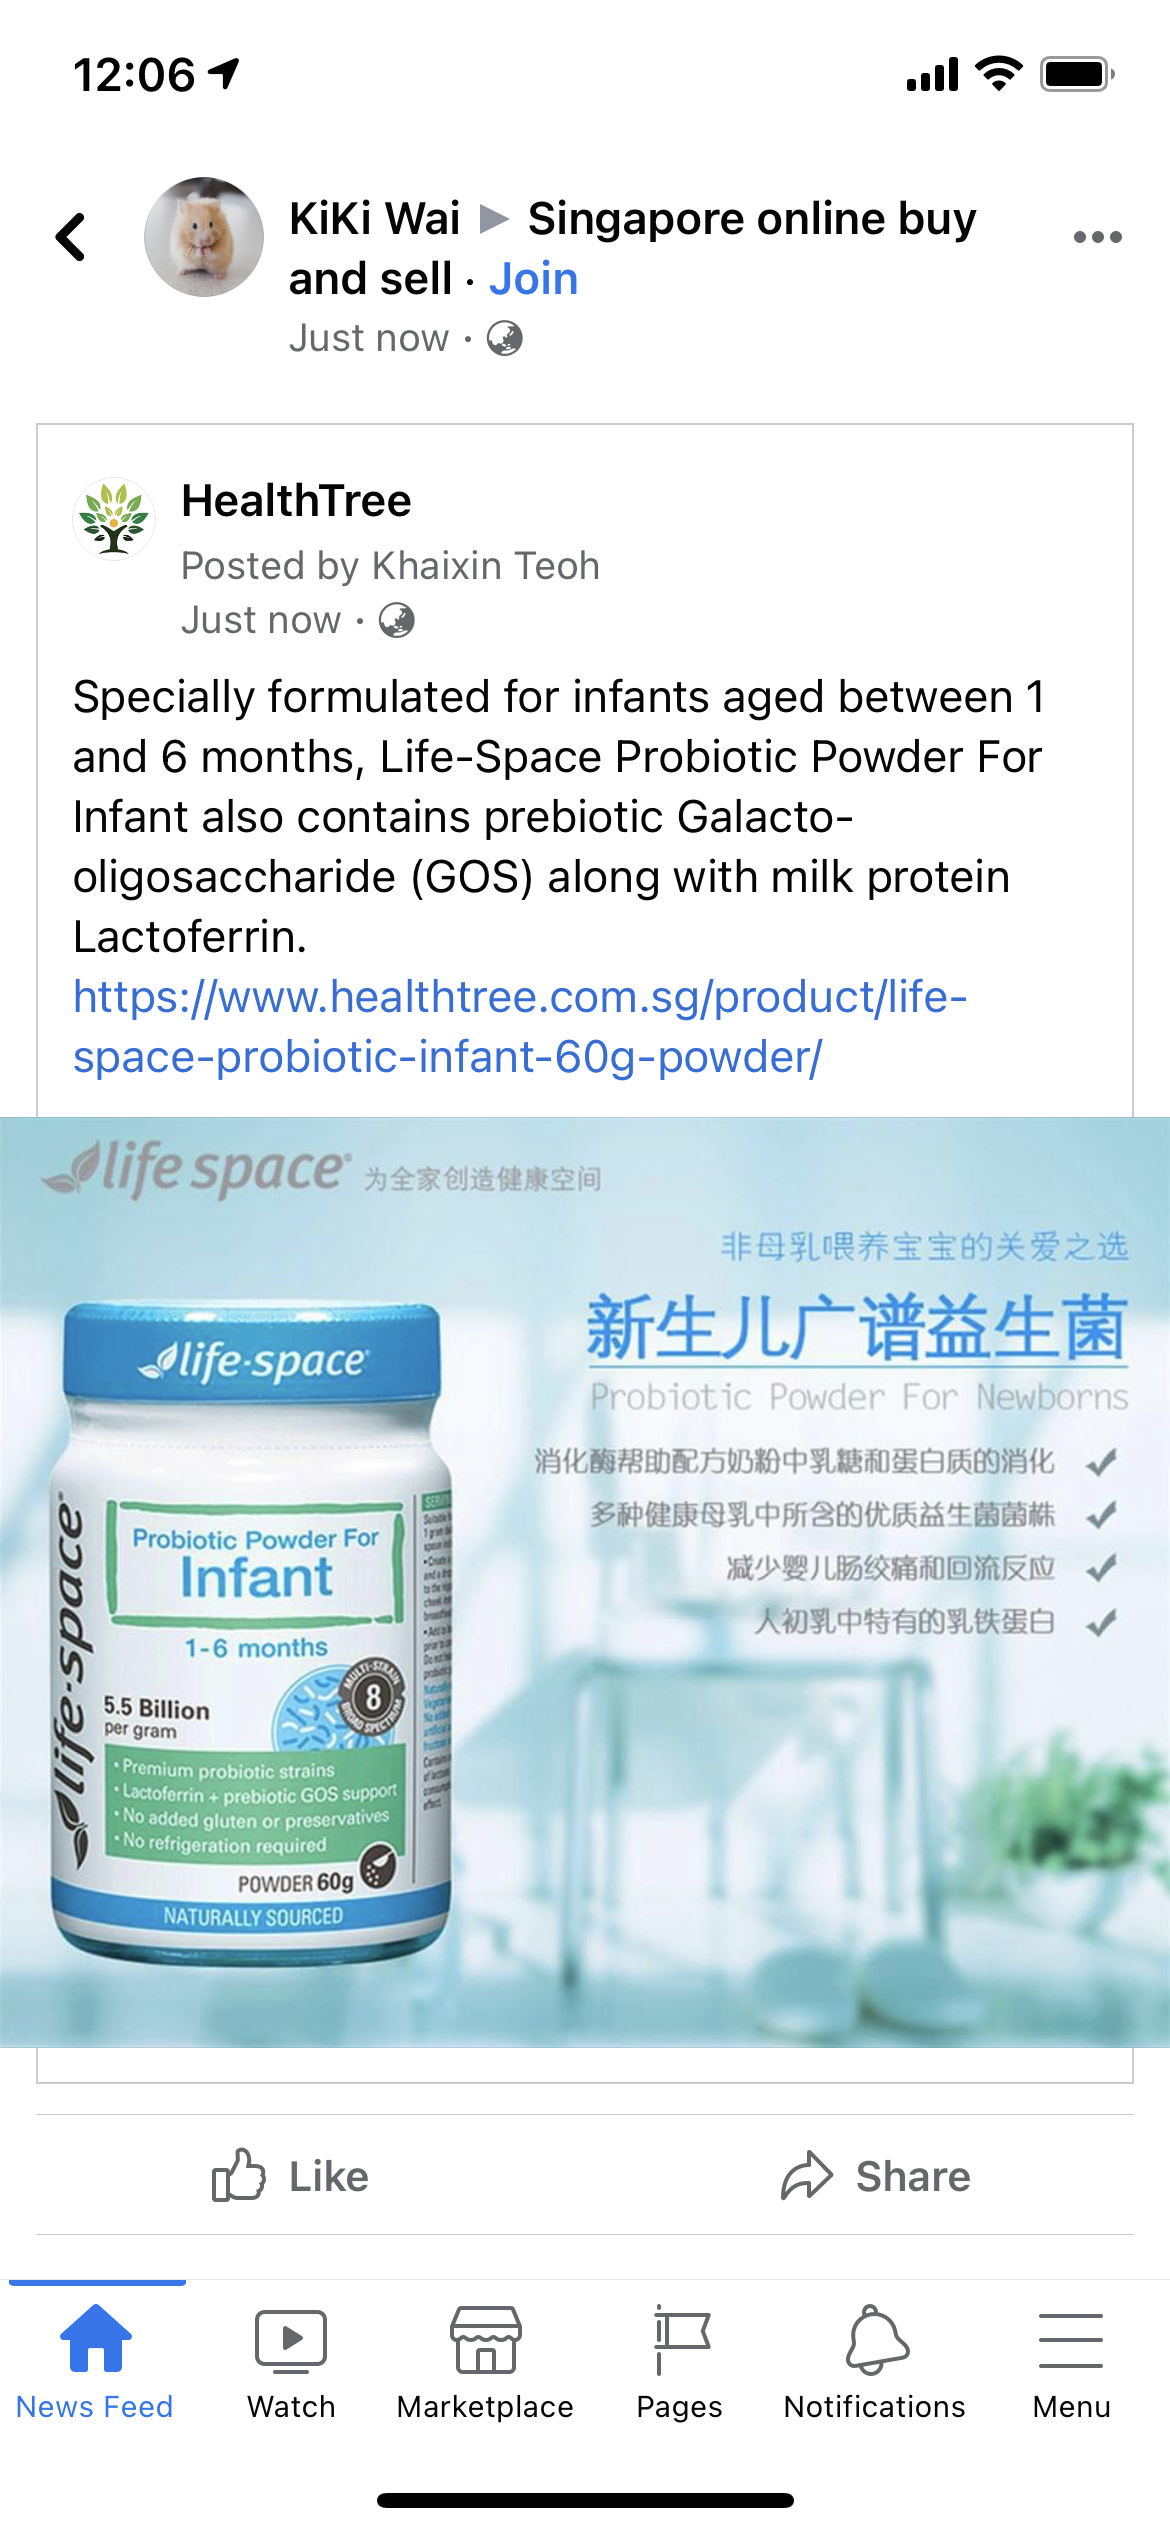 12:06
KiKi Wai ▶ Singapore online buy
and sell · Join
Just now ·
HealthTree
Posted by Khaixin Teoh
Just now ·
Specially formulated for infants aged between 1
and 6 months, Life-Space Probiotic Powder For
Infant also contains prebiotic Galacto-
oligosaccharide (GOS) along with milk protein
Lactoferrin.
https://www.healthtree.com.sg/product/life-
space-probiotic-infant-60g-powder/
life space 为全家创造健康空间
非母乳喂养宝宝的关爱之选
新生儿广谱益生菌
Probiotic Powder For Newborns
消化酶帮助配方奶粉中乳糖和蛋白质的消化
多种健康母乳中所含的优质益生菌菌株
减少婴儿肠绞痛和回流反应
人初乳中特有的乳铁蛋白
life-space
life-space
Probiotic Powder For
Infant
1-6 months
5.5 Billion
per gram
MULTI-STRAIN
8
BROAD SPECTRUM
• Premium probiotic strains
• Lactoferrin + prebiotic GOS support
• No added gluten or preservatives
• No refrigeration required
POWDER 60g
NATURALLY SOURCED
Like
Share
News Feed
Watch
Marketplace
Pages
Notifications
Menu